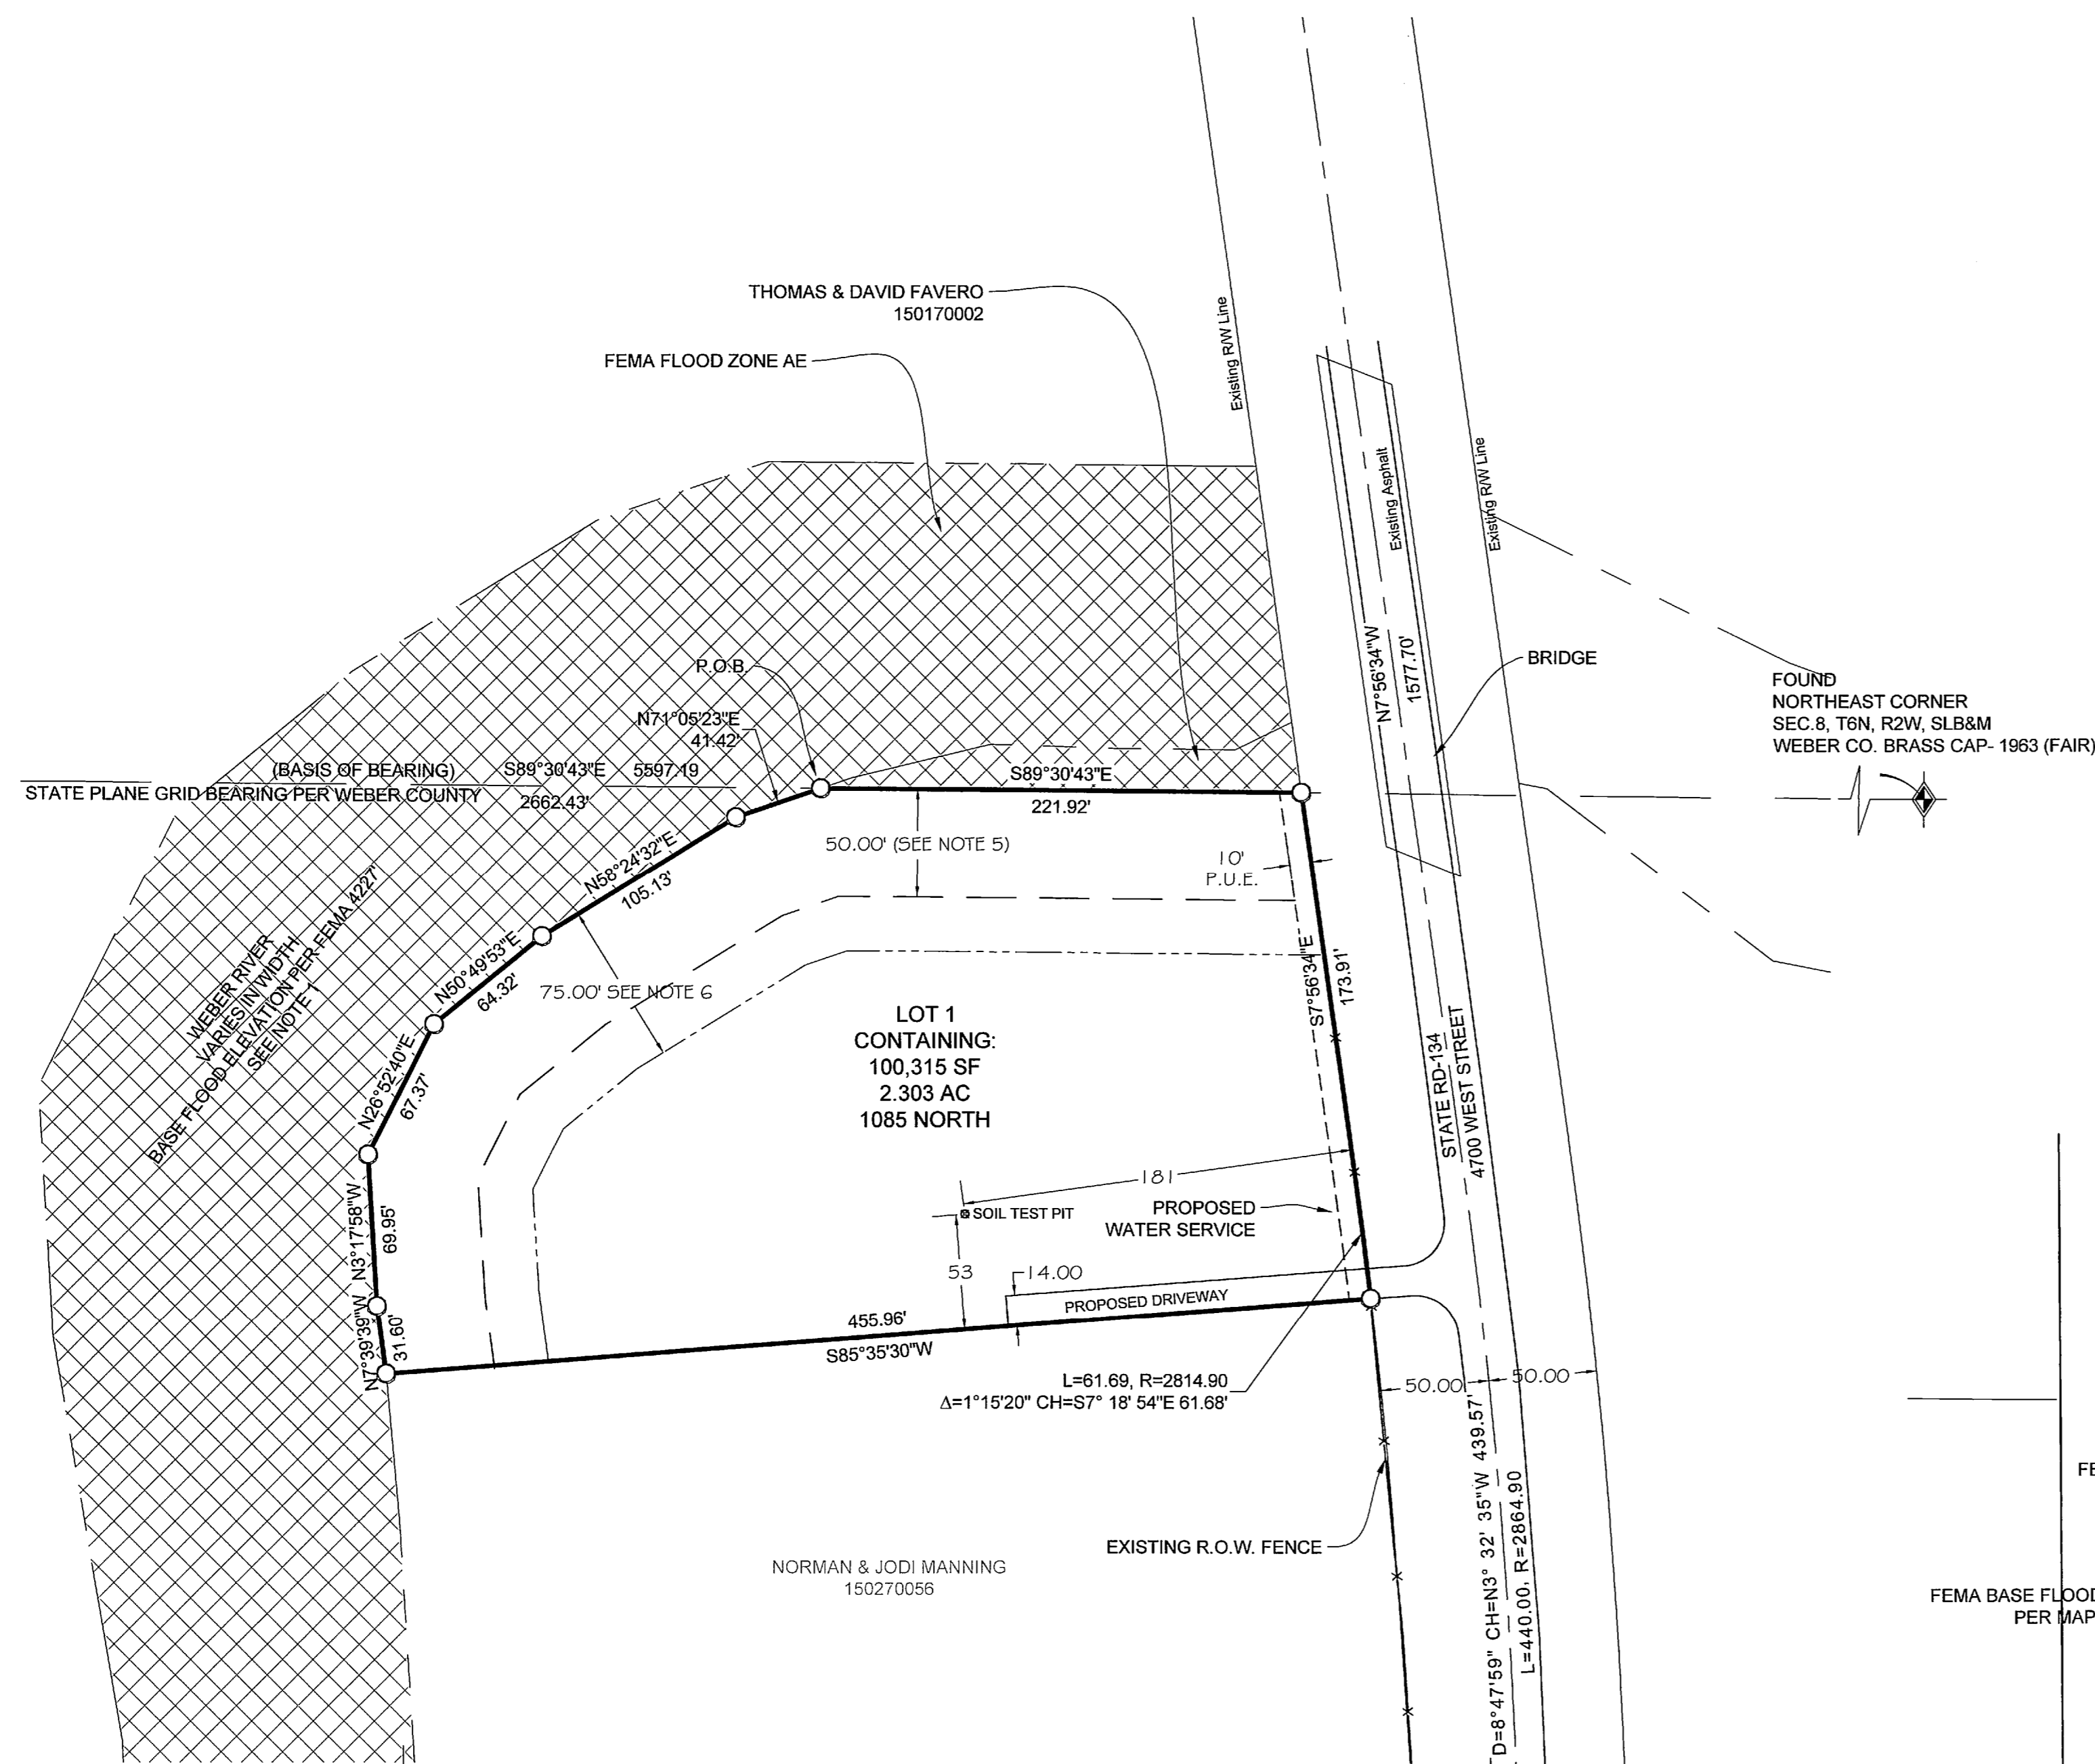 THOMAS & DAVID FAVERO
150170002
FEMA FLOOD ZONE AE
Existing R/W Line
Existing Asphalt
Existing R/W Line
P.O.B.
N71°05'23"E
41.42'
(BASIS OF BEARING)
S89°30'43"E
5597.19
STATE PLANE GRID BEARING PER WEBER COUNTY
2662.43'
S89°30'43"E
221.92'
N7°56'34"W
1577.70'
BRIDGE
FOUND
NORTHEAST CORNER
SEC.8, T6N, R2W, SLB&M
WEBER CO. BRASS CAP- 1963 (FAIR)
50.00' (SEE NOTE 5)
10'
P.U.E.
N58°24'32"E
105.13'
N50°49'53"E
64.32'
75.00' SEE NOTE 6
WEBER RIVER
VARIES IN WIDTH
BASE FLOOD ELEVATION PER FEMA 4227'
SEE NOTE 1
N26°52'40"E
67.37'
S7°56'34"E
173.91'
LOT 1
CONTAINING:
100,315 SF
2.303 AC
1085 NORTH
STATE RD-134
4700 WEST STREET
181
SOIL TEST PIT
PROPOSED
WATER SERVICE
N3°17'58"W
69.95'
53
14.00
PROPOSED DRIVEWAY
N7°39'39"W
31.60'
455.96'
S85°35'30"W
L=61.69, R=2814.90
Δ=1°15'20" CH=S7° 18' 54"E 61.68'
50.00
50.00
EXISTING R.O.W. FENCE
NORMAN & JODI MANNING
150270056
D=8°47'59" CH=N3° 32' 35"W 439.57'
L=440.00, R=2864.90
FE
FEMA BASE FLOOD
PER MAP